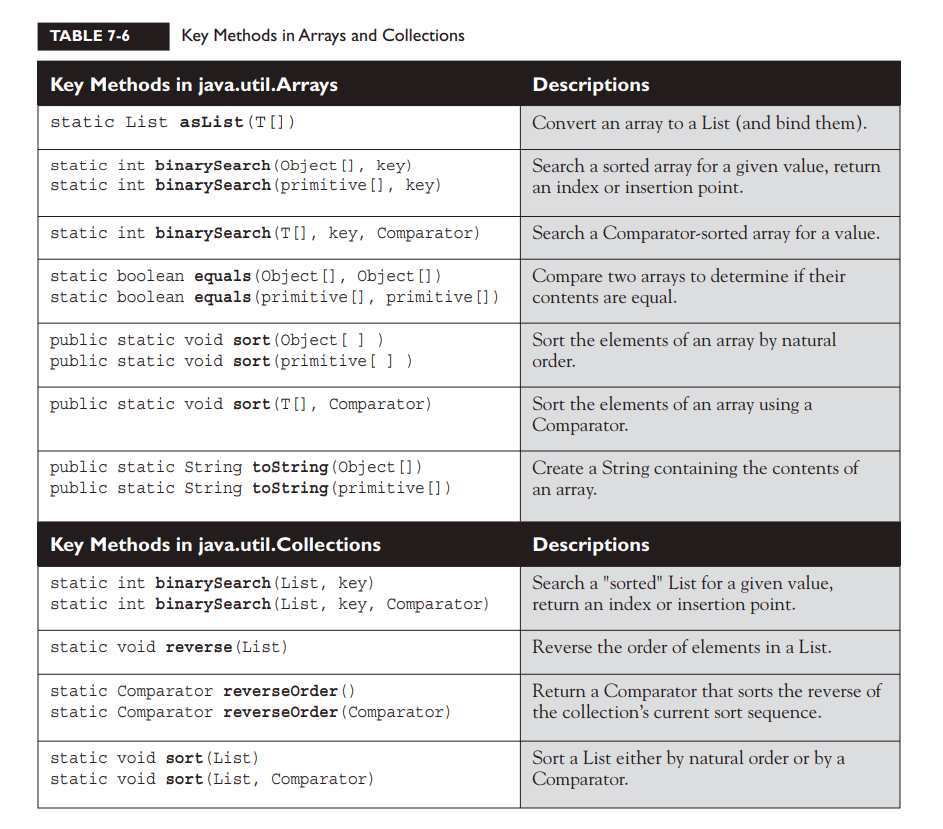 TABLE 7-6 Key Methods in Arrays and Collections
Key Methods in java.util.Arrays Descriptions
static List asList(T[]) Convert an array to a List (and bind them).
static int binarySearch(Object[], key) Search a sorted array for a given value, return
static int binarySearch(primitive[], key) an index or insertion point.
static int binarySearch(T[], key, Comparator) Search a Comparator-sorted array for a value.
static boolean equals(Object[], Object[]) Compare two arrays to determine if their
static boolean equals(primitive[], primitive[]) contents are equal.
public static void sort(Object[ ] ) Sort the elements of an array by natural
public static void sort(primitive[ ] ) order.
public static void sort(T[], Comparator) Sort the elements of an array using a
Comparator.
public static String toString(Object[]) Create a String containing the contents of
public static String toString(primitive[]) an array.
Key Methods in java.util.Collections Descriptions
static int binarySearch(List, key) Search a "sorted" List for a given value,
static int binarySearch(List, key, Comparator) return an index or insertion point.
static void reverse(List) Reverse the order of elements in a List.
static Comparator reverseOrder() Return a Comparator that sorts the reverse of
static Comparator reverseOrder(Comparator) the collection's current sort sequence.
static void sort(List) Sort a List either by natural order or by a
static void sort(List, Comparator) Comparator.